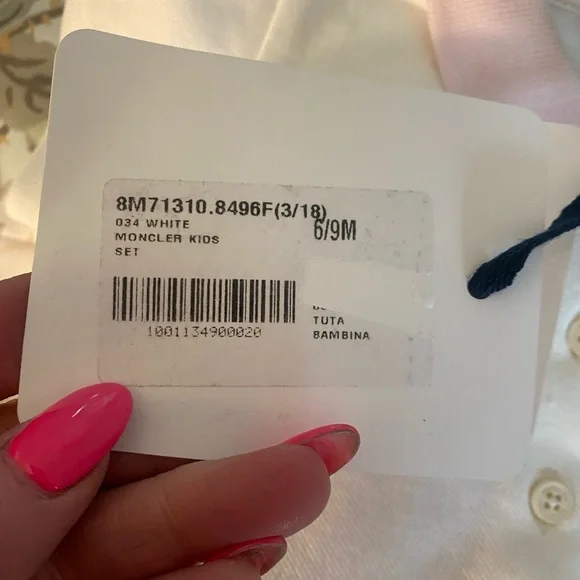 8M71310.8496F(3/18)
034 WHITE
6/9M
MONCLER KIDS
SET
1001134900020
TUTA
BAMBINA